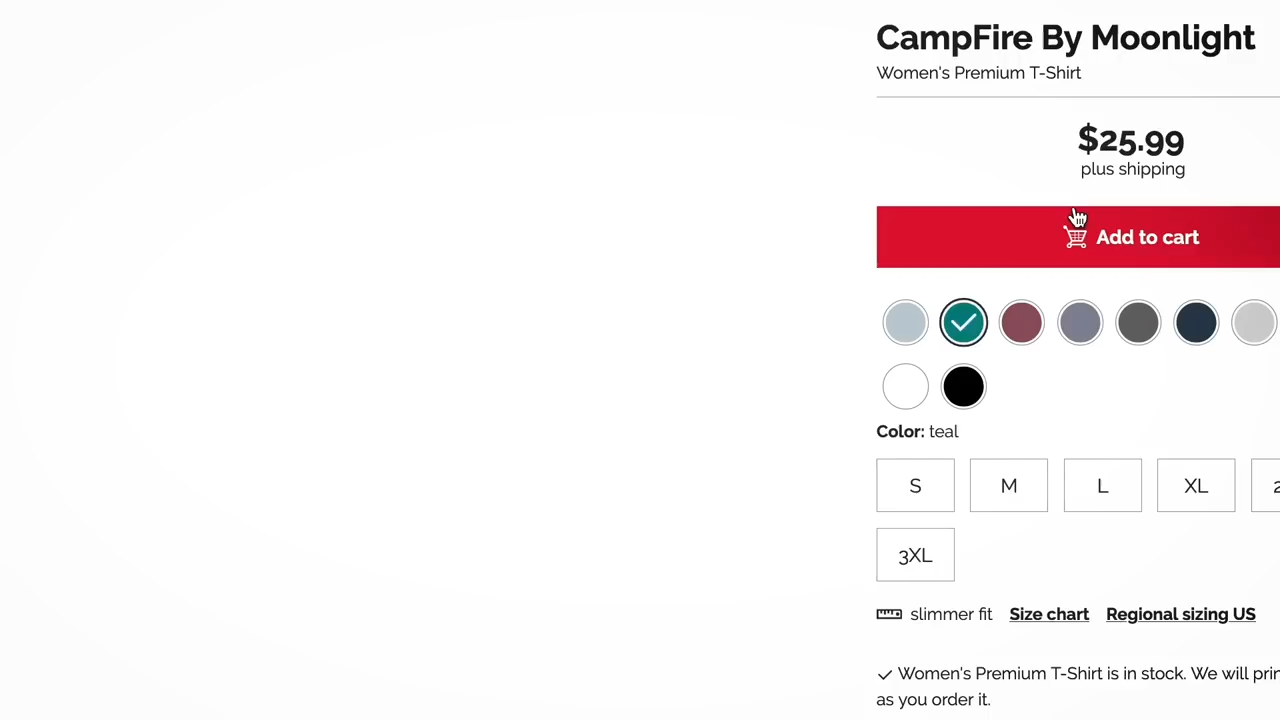 CampFire By Moonlight
Women's Premium T-Shirt
$25.99
plus shipping
Add to cart
Color: teal
S M L XL 2
3XL
slimmer fit Size chart Regional sizing US
Women's Premium T-Shirt is in stock. We will
as you order it.